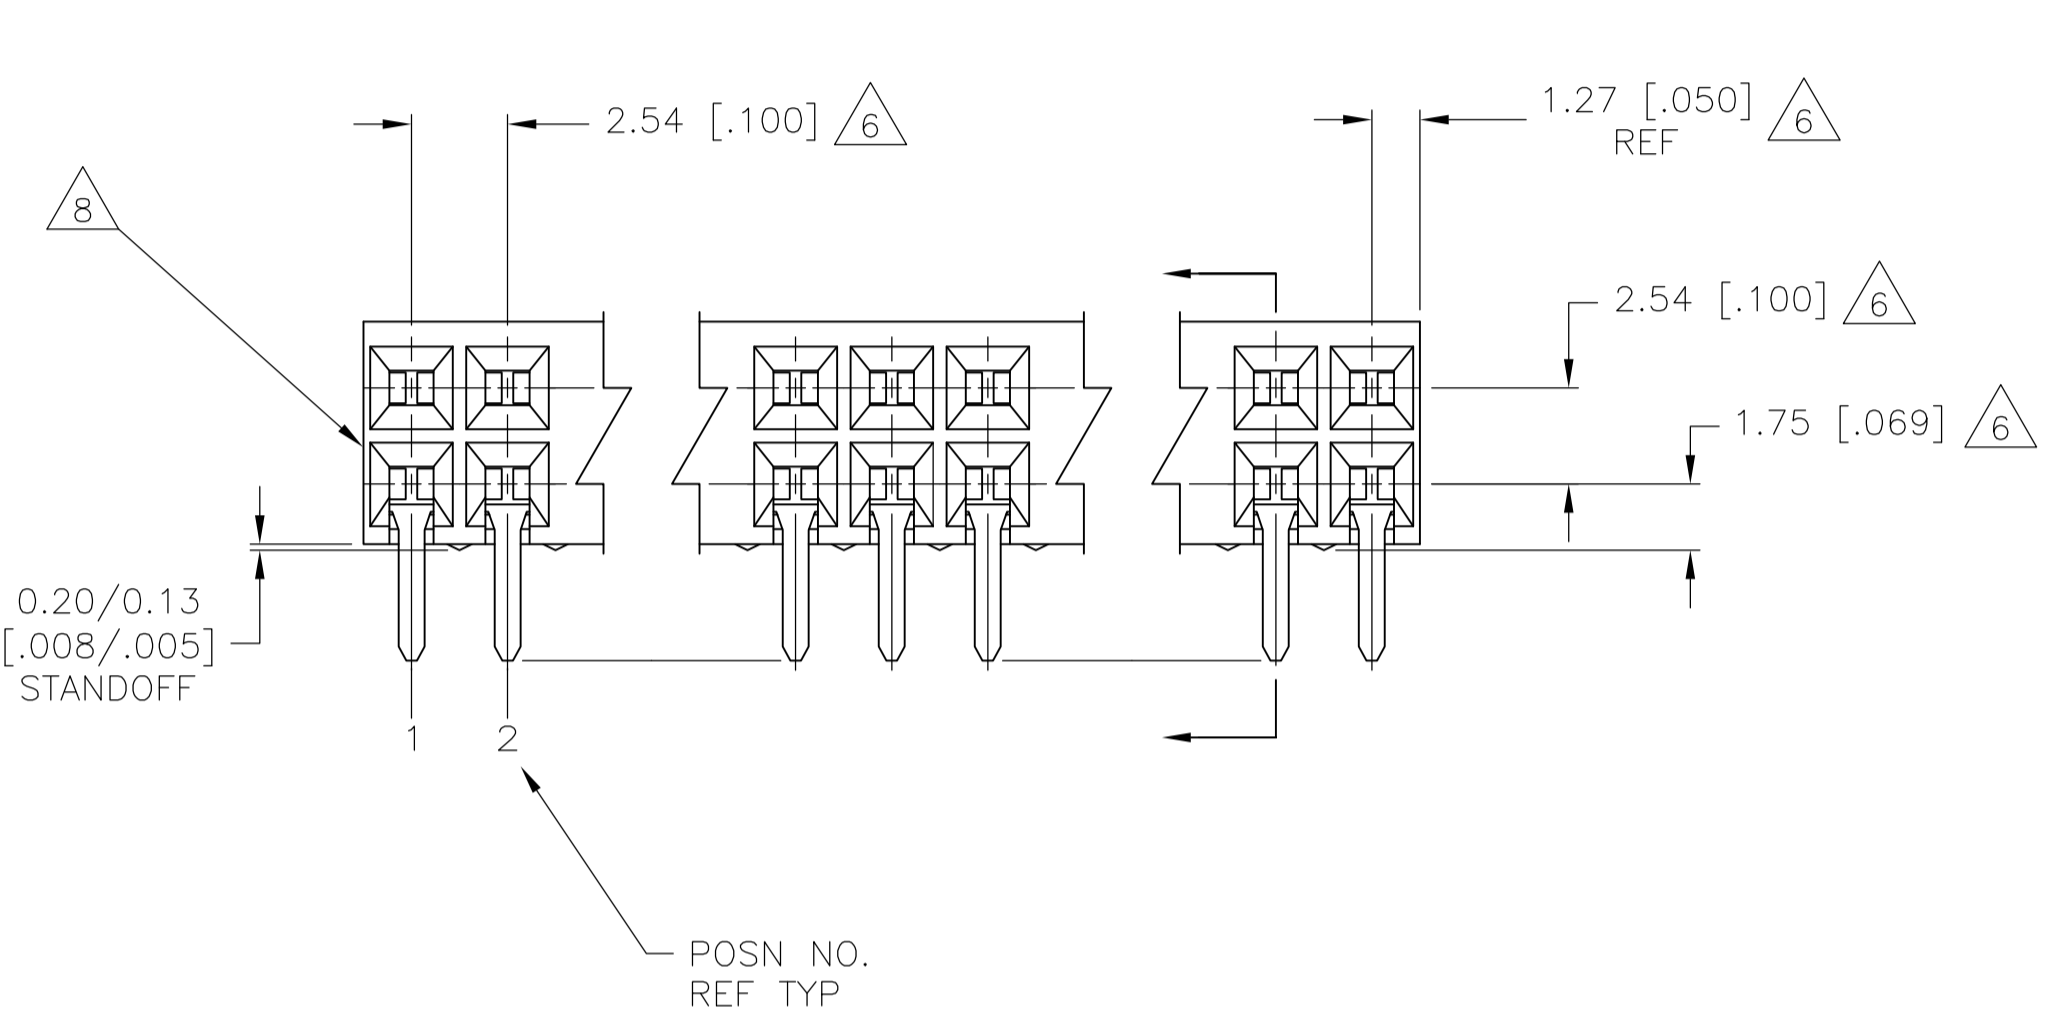 2.54 [.100] 6
1.27 [.050] 6
REF
8
2.54 [.100] 6
1.75 [.069] 6
0.20/0.13
[.008/.005]
STANDOFF
1 2
POSN NO.
REF TYP